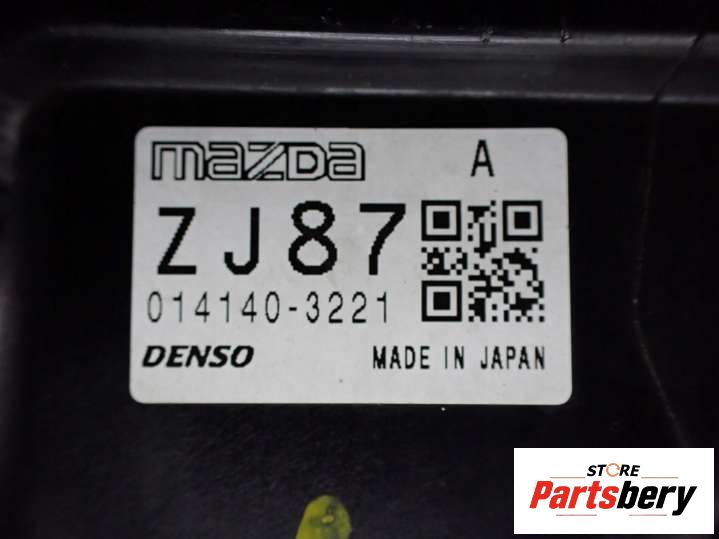 mazda A
ZJ87
014140-3221
DENSO MADE IN JAPAN
STORE
Partsbery